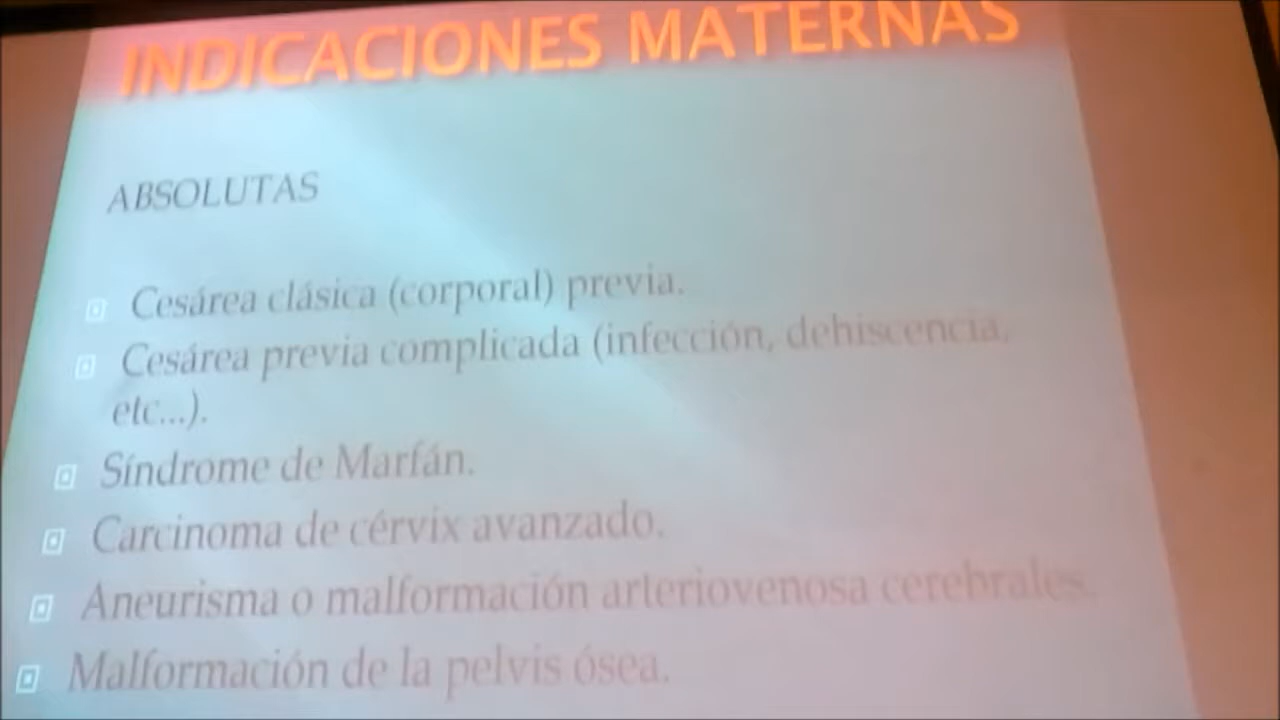 INDICACIONES MATERNAS
ABSOLUTAS
Cesárea clásica (corporal) previa.
Cesárea previa complicada (infección, dehiscencia,
etc...).
Síndrome de Marfán.
Carcinoma de cérvix avanzado.
Aneurisma o malformación arteriovenosa cerebrales.
Malformación de la pelvis ósea.